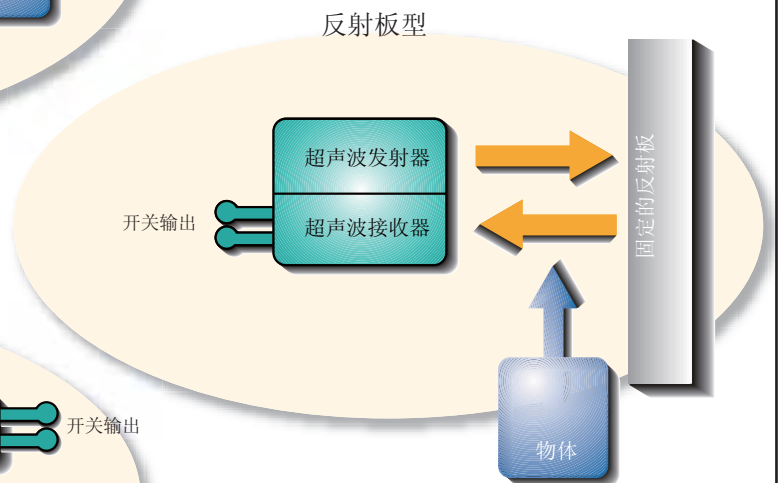 反射板型
超声波发射器
超声波接收器
开关输出
固定的反射板
物体
开关输出